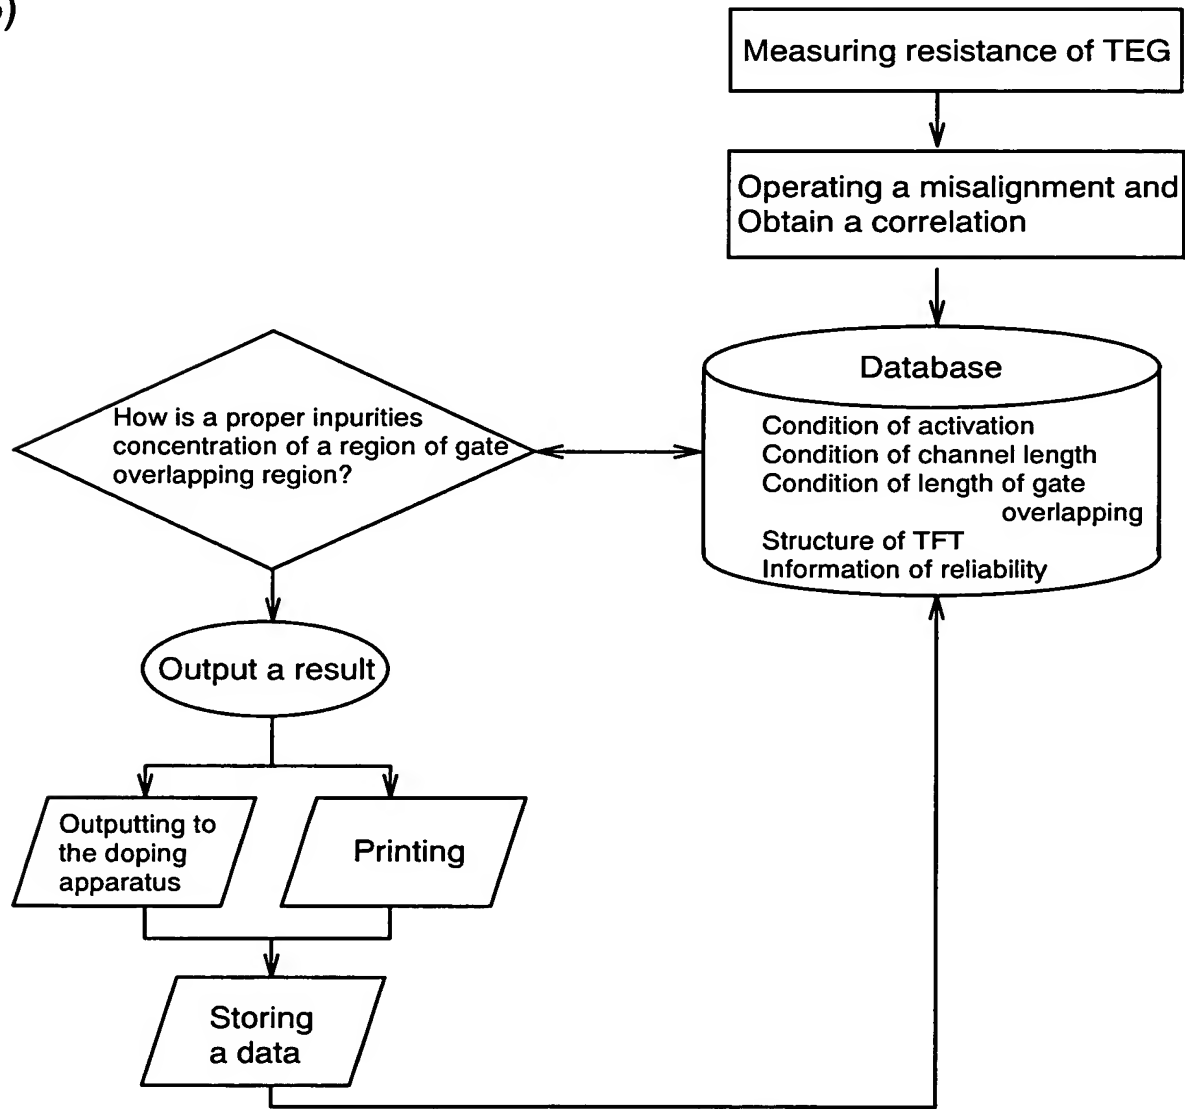 Measuring resistance of TEG
Operating a misalignment and
Obtain a correlation
Database
Condition of activation
Condition of channel length
Condition of length of gate
overlapping
Structure of TFT
Information of reliability
How is a proper inpurities
concentration of a region of gate
overlapping region?
Output a result
Outputting to
the doping
apparatus
Printing
Storing
a data